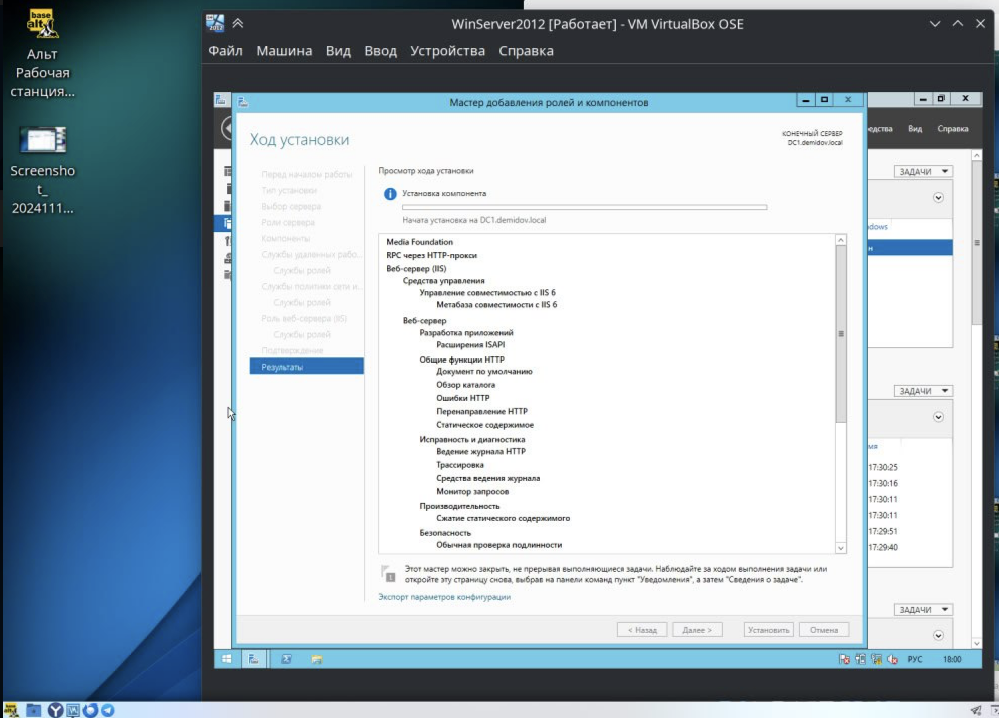 base
alt
Альт
Рабочая
станция...
Screensho
t_
2024111...
2012
WinServer2012 [Работает] - VM VirtualBox OSE
Файл Машина Вид Ввод Устройства Справка
Мастер добавления ролей и компонентов
Вид Справка
Ход установки
КОНЕЧНЫЙ СЕРВЕР
DC1.demidov.local
Перед началом работы
Тип установки
Выбор сервера
Роли сервера
Компоненты
Службы удаленных рабо...
Службы ролей
Службы политики сети и...
Службы ролей
Роль веб-сервера (IIS)
Службы ролей
Подтверждение
Результаты
Просмотр хода установки
Установка компонента
Начата установка на DC1.demidov.local
Media Foundation
RPC через HTTP-прокси
Веб-сервер (IIS)
Средства управления
Управление совместимостью с IIS 6
Метабаза совместимости с IIS 6
Веб-сервер
Разработка приложений
Расширения ISAPI
Общие функции HTTP
Документ по умолчанию
Обзор каталога
Ошибки HTTP
Перенаправление HTTP
Статическое содержимое
Исправность и диагностика
Ведение журнала HTTP
Трассировка
Средства ведения журнала
Монитор запросов
Производительность
Сжатие статического содержимого
Безопасность
Обычная проверка подлинности
1
Этот мастер можно закрыть, не прерывая выполняющиеся задачи. Наблюдайте за ходом выполнения задачи или
откройте эту страницу снова, выбрав на панели команд пункт "Уведомления", а затем "Сведения о задаче".
Экспорт параметров конфигурации
< Назад Далее > Установить Отмена
ЗАДАЧИ
dows
н
ЗАДАЧИ
мя
17:30:25
17:30:16
17:30:11
17:30:11
17:29:51
17:29:40
ЗАДАЧИ
РУС 18:00